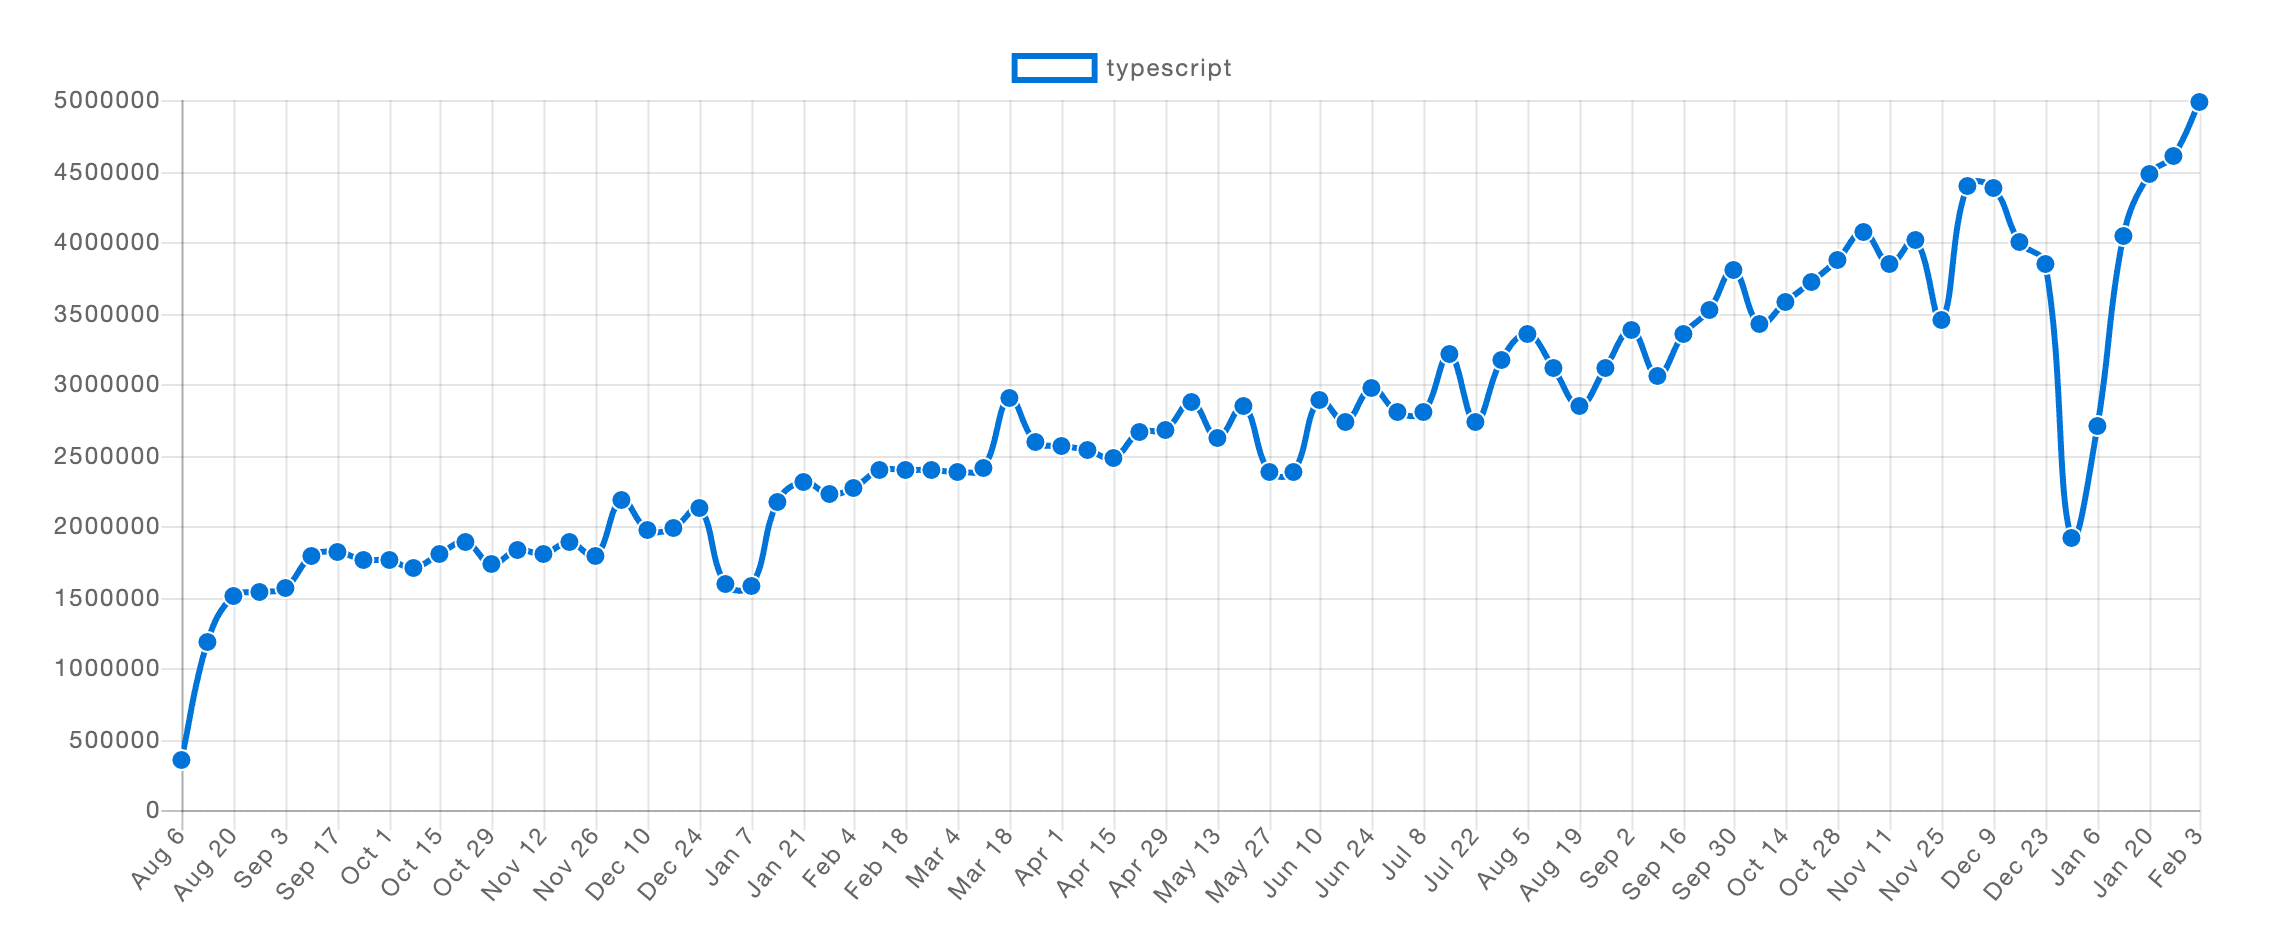 typescript
5000000
4500000
4000000
3500000
3000000
2500000
2000000
1500000
1000000
500000
0
Aug 6
Aug 20
Sep 3
Sep 17
Oct 1
Oct 15
Oct 29
Nov 12
Nov 26
Dec 10
Dec 24
Jan 7
Jan 21
Feb 4
Feb 18
Mar 4
Mar 18
Apr 1
Apr 15
Apr 29
May 13
May 27
Jun 10
Jun 24
Jul 8
Jul 22
Aug 5
Aug 19
Sep 2
Sep 16
Sep 30
Oct 14
Oct 28
Nov 11
Nov 25
Dec 9
Dec 23
Jan 6
Jan 20
Feb 3